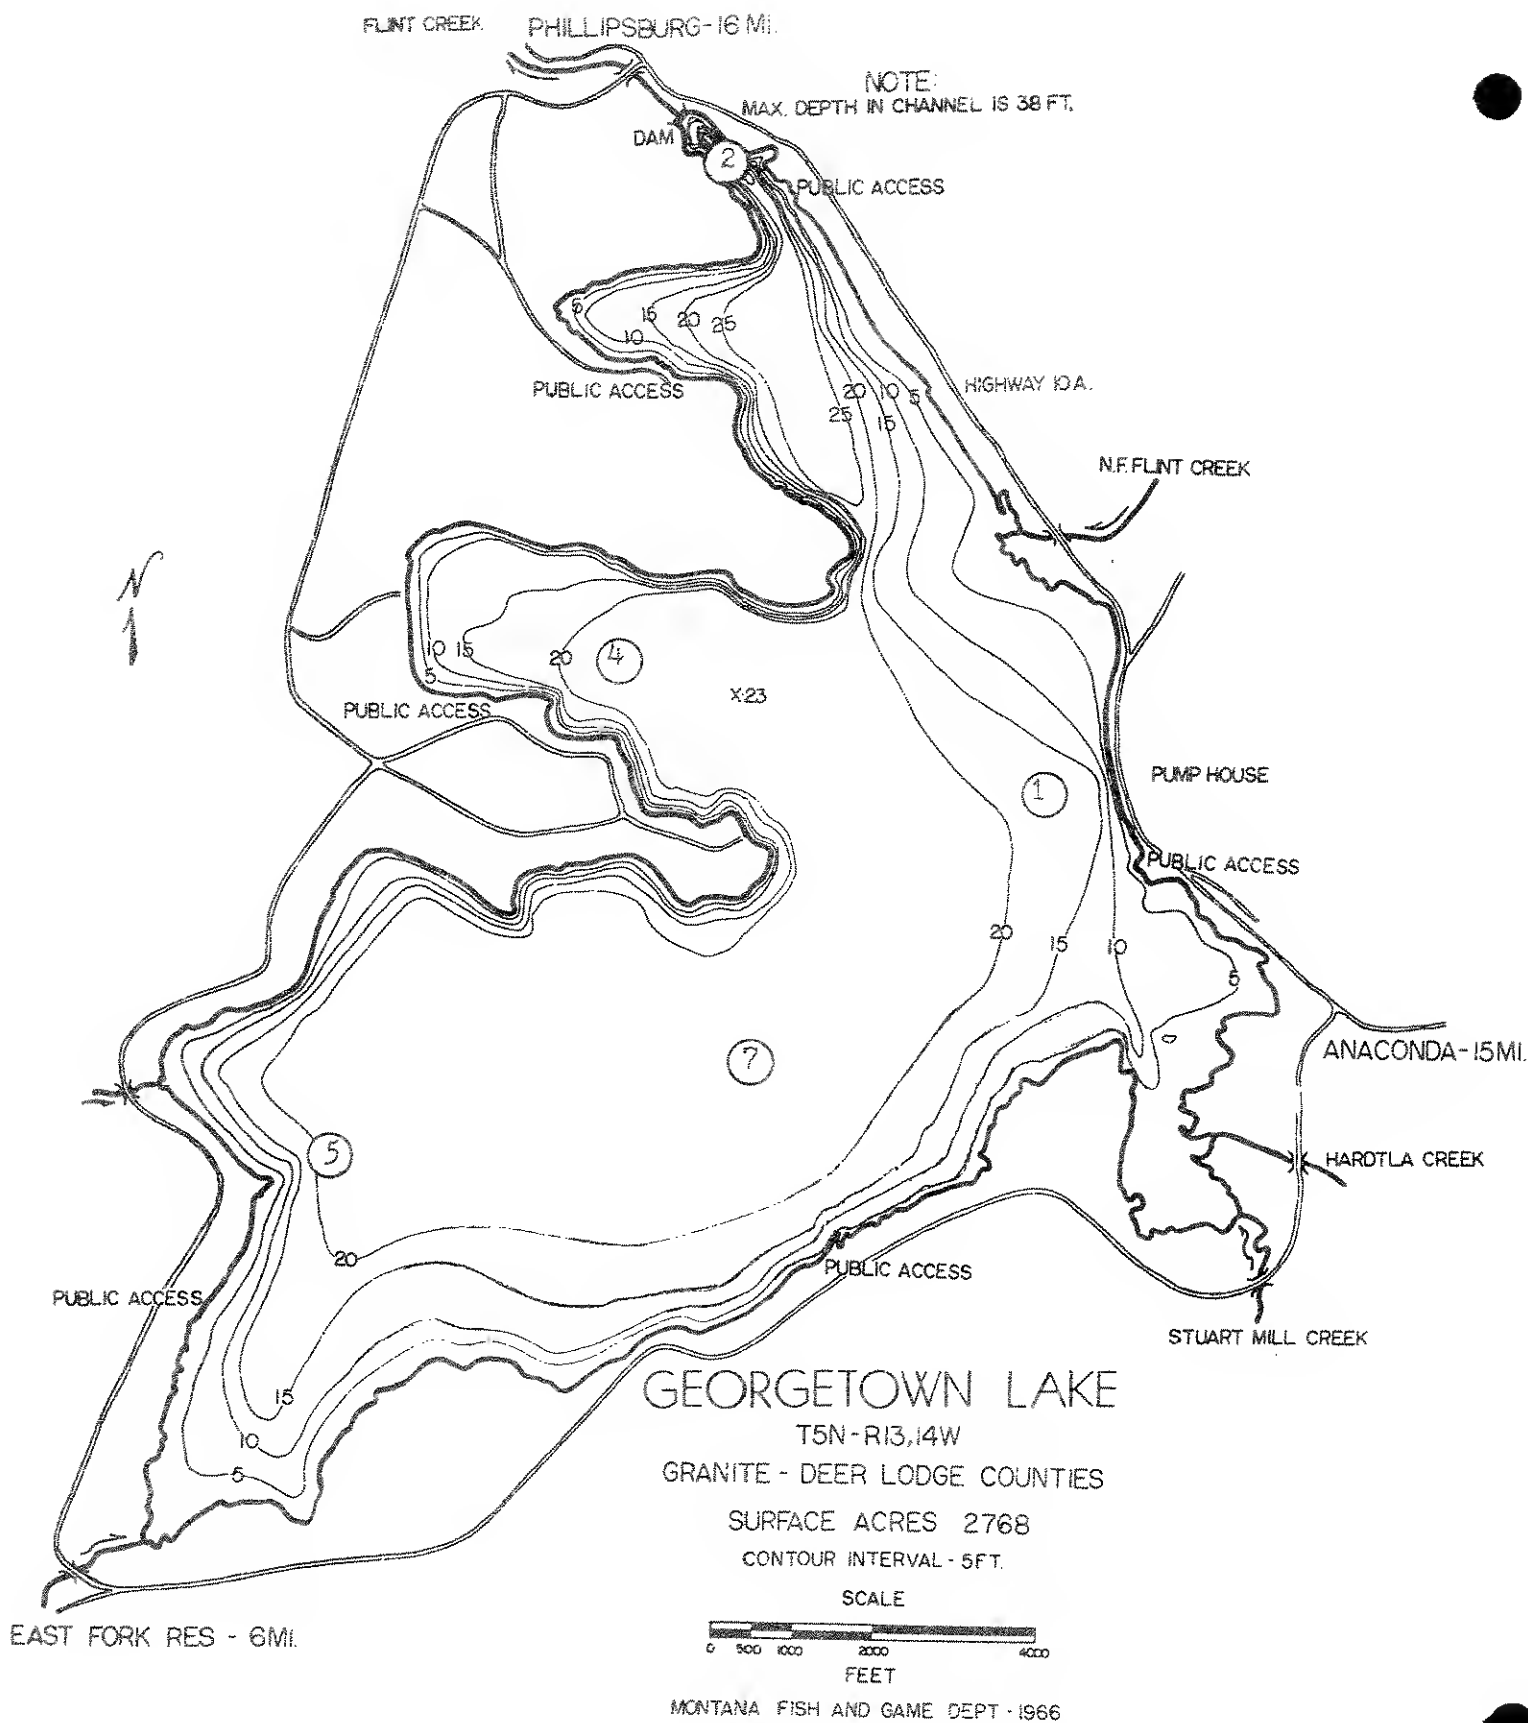 FLINT CREEK
PHILLIPSBURG-16 MI.
NOTE:
MAX. DEPTH IN CHANNEL IS 38 FT.
DAM
2
PUBLIC ACCESS
5
15
20
25
10
PUBLIC ACCESS
20
10
5
25
15
HIGHWAY 10A.
N.F. FLINT CREEK
N
10
15
20
4
5
X-23
PUBLIC ACCESS
PUMP HOUSE
1
PUBLIC ACCESS
20
15
10
5
7
ANACONDA-15MI.
5
HARDTLA CREEK
20
PUBLIC ACCESS
PUBLIC ACCESS
STUART MILL CREEK
15
10
5
GEORGETOWN LAKE
T5N-R13,14W
GRANITE - DEER LODGE COUNTIES
SURFACE ACRES 2768
CONTOUR INTERVAL - 5FT.
SCALE
0 500 1000 2000 4000
FEET
EAST FORK RES - 6MI.
MONTANA FISH AND GAME DEPT - 1966